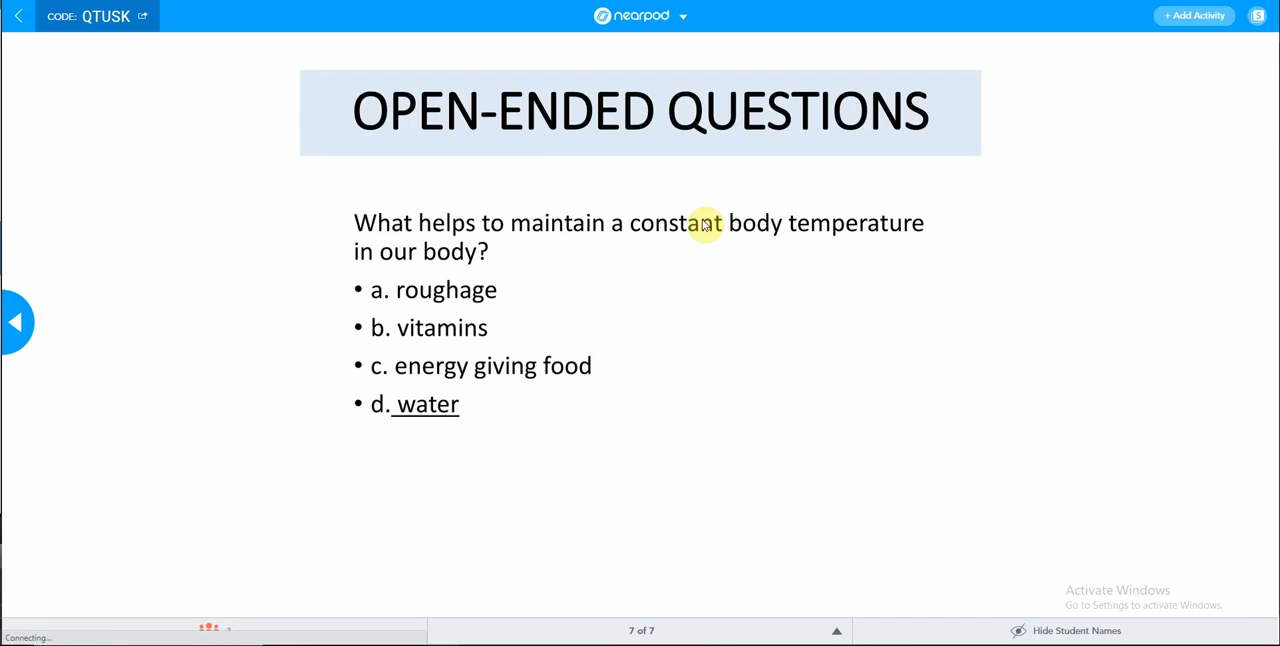 CODE: QTUSK
nearpod
+ Add Activity
S
OPEN-ENDED QUESTIONS
What helps to maintain a constant body temperature
in our body?
• a. roughage
• b. vitamins
• c. energy giving food
• d. water
Activate Windows
Go to Settings to activate Windows.
Connecting...
7 of 7
Hide Student Names